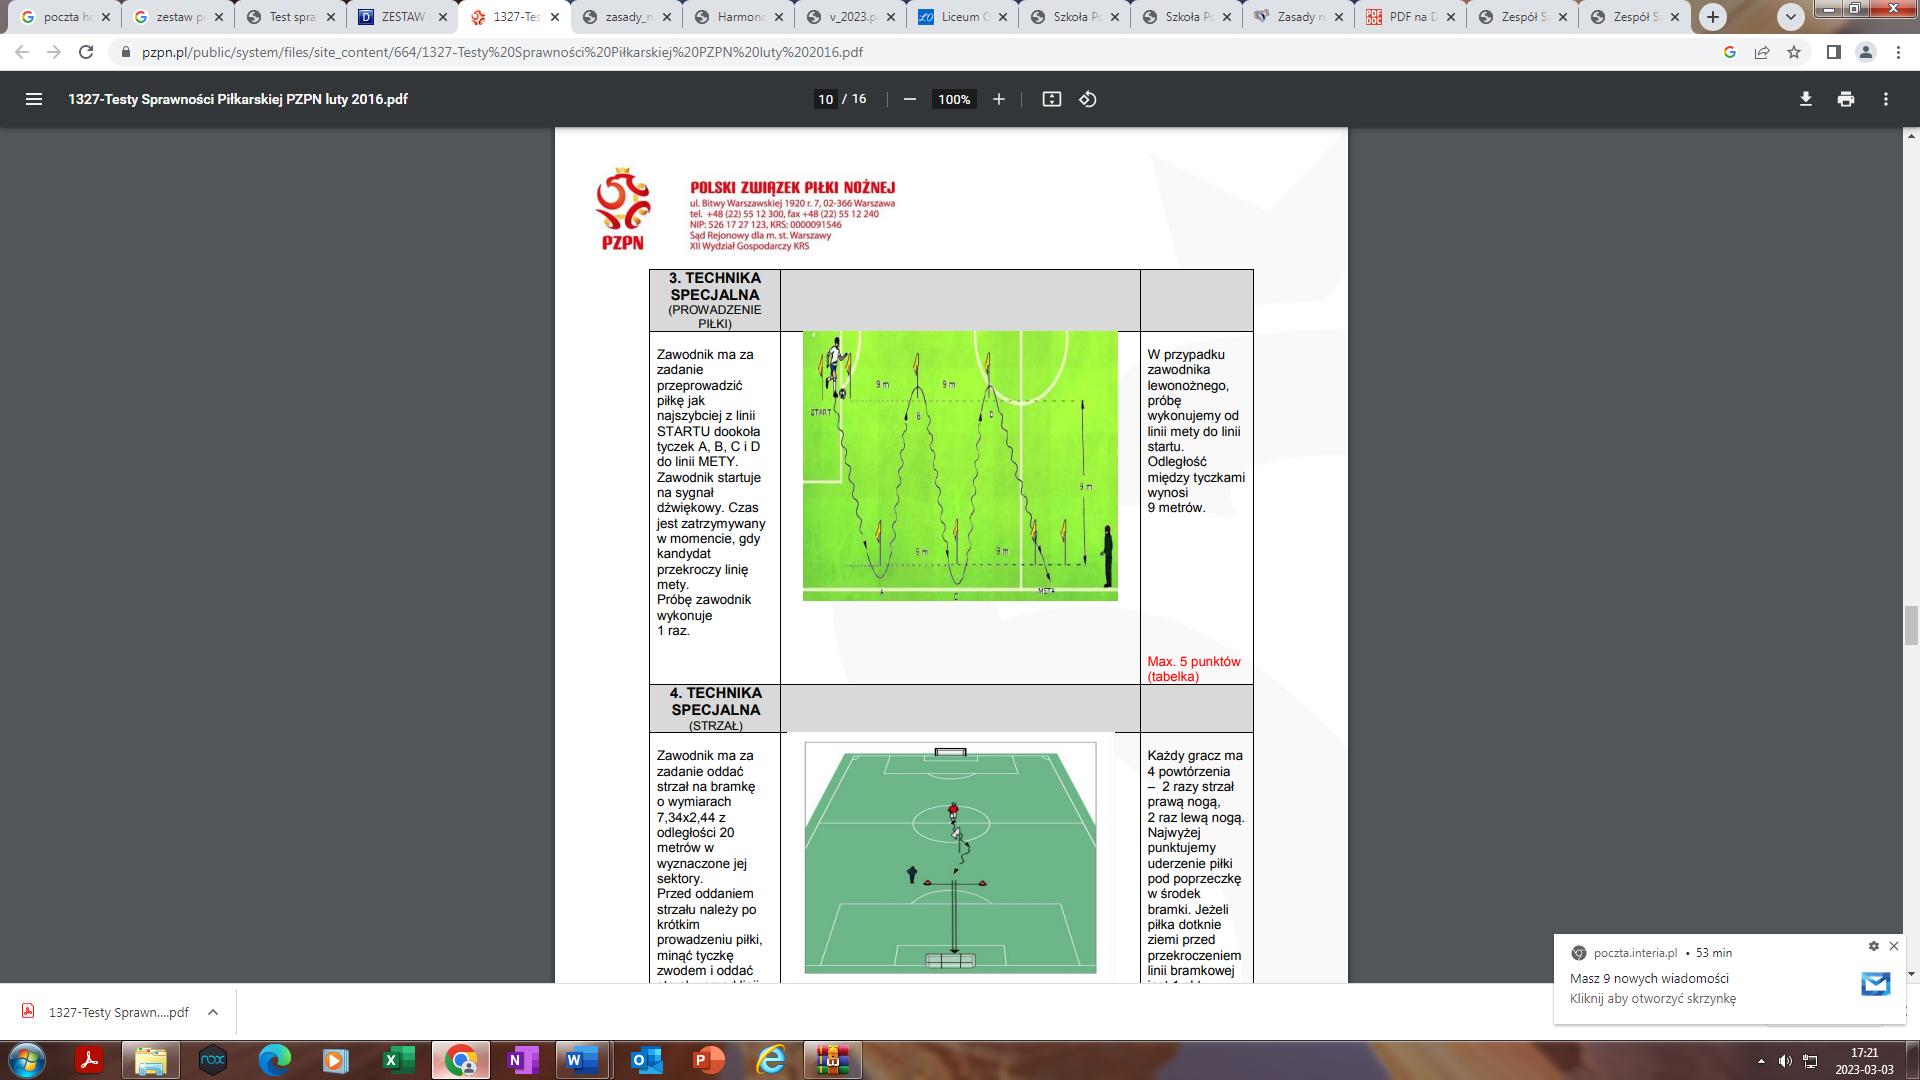 poczta ho
zestaw p
Test spra
ZESTAW
1327-Tes
zasady_n
Harmono
v_2023.p
Liceum O
Szkoła Po
Szkoła Po
Zasady re
PDF na D
Zespół S
Zespół S
pzpn.pl/public/system/files/site_content/664/1327-Testy%20Sprawności%20Piłkarskiej%20PZPN%20luty%202016.pdf
1327-Testy Sprawności Piłkarskiej PZPN luty 2016.pdf
10 / 16
100%
PZPN
POLSKI ZWIĄZEK PIŁKI NOŻNEJ
ul. Bitwy Warszawskiej 1920 r. 7, 02-366 Warszawa
tel. +48 (22) 55 12 300, fax +48 (22) 55 12 240
NIP: 526 17 27 123, KRS: 0000091546
Sąd Rejonowy dla m. st. Warszawy
XII Wydział Gospodarczy KRS
3. TECHNIKA
SPECJALNA
(PROWADZENIE
PIŁKI)
Zawodnik ma za
zadanie
przeprowadzić
piłkę jak
najszybciej z linii
STARTU dookoła
tyczek A, B, C i D
do linii METY.
Zawodnik startuje
na sygnał
dźwiękowy. Czas
jest zatrzymywany
w momencie, gdy
kandydat
przekroczy linię
mety.
Próbę zawodnik
wykonuje
1 raz.
9 m
9 m
START
B
D
9 m
9 m
9 m
A
C
META
W przypadku
zawodnika
lewonożnego,
próbę
wykonujemy od
linii mety do linii
startu.
Odległość
między tyczkami
wynosi
9 metrów.
Max. 5 punktów
(tabelka)
4. TECHNIKA
SPECJALNA
(STRZAŁ)
Zawodnik ma za
zadanie oddać
strzał na bramkę
o wymiarach
7,34x2,44 z
odległości 20
metrów w
wyznaczone jej
sektory.
Przed oddaniem
strzału należy po
krótkim
prowadzeniu piłki,
minąć tyczkę
zwodem i oddać
Każdy gracz ma
4 powtórzenia
– 2 razy strzał
prawą nogą,
2 raz lewą nogą.
Najwyżej
punktujemy
uderzenie piłki
pod poprzeczkę
w środek
bramki. Jeżeli
piłka dotknie
ziemi przed
przekroczeniem
linii bramkowej
poczta.interia.pl • 53 min
Masz 9 nowych wiadomości
Kliknij aby otworzyć skrzynkę
1327-Testy Sprawn....pdf
nox
17:21
2023-03-03